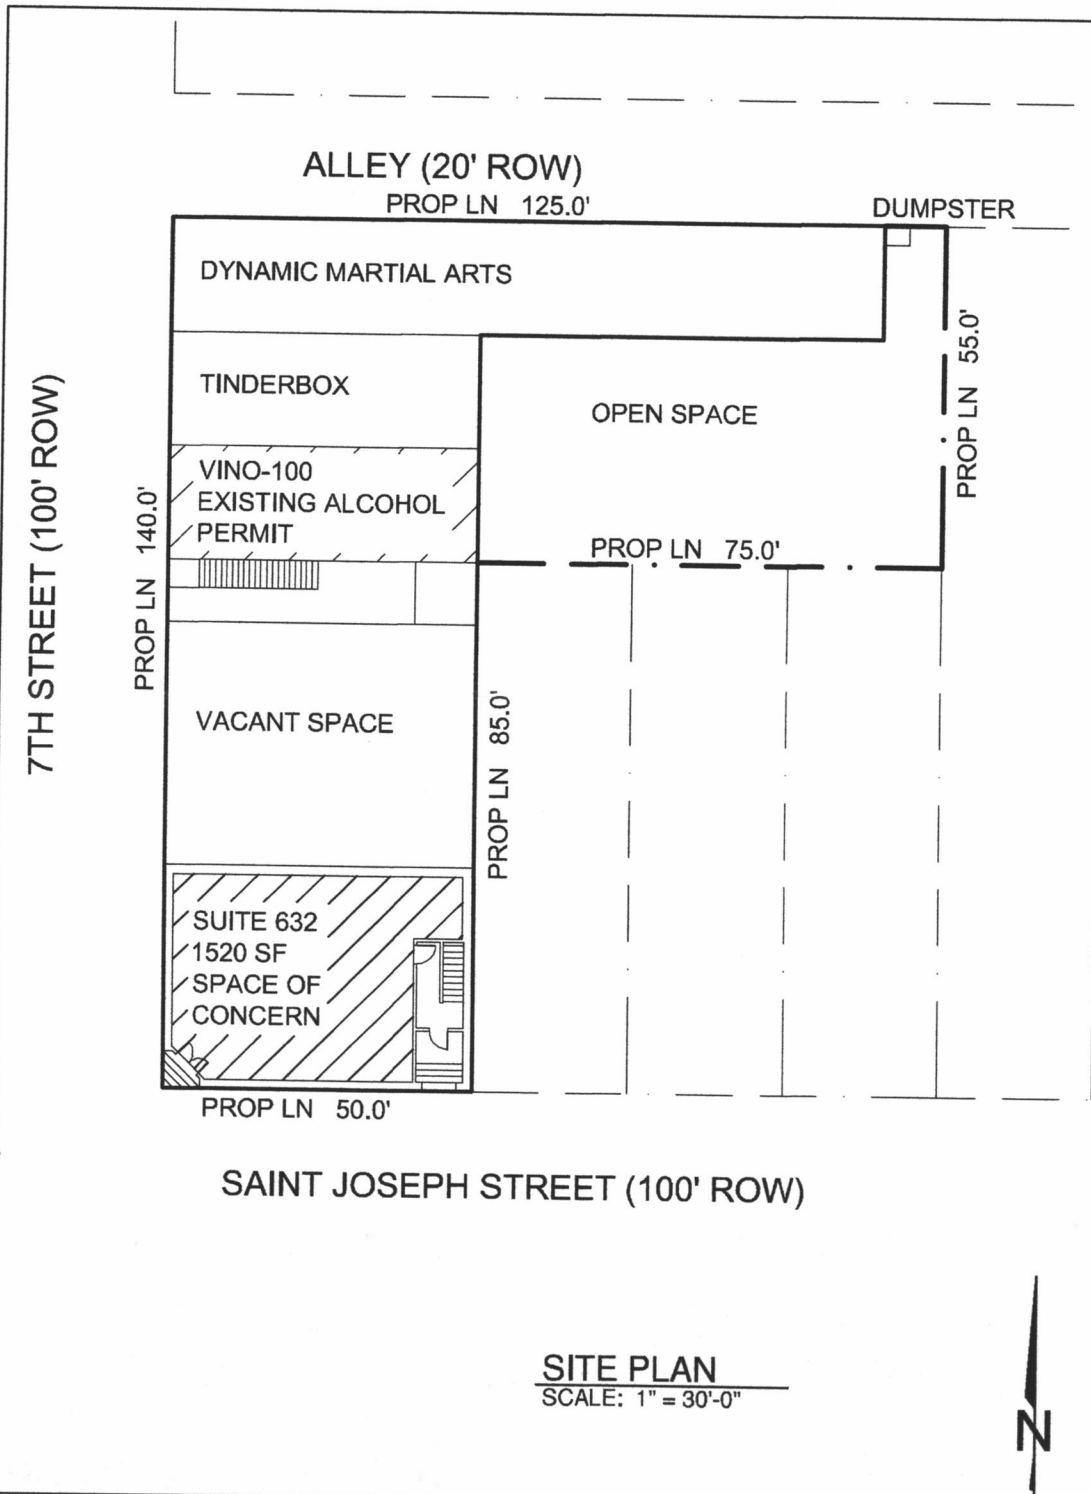 ALLEY (20' ROW)
PROP LN 125.0'
DUMPSTER
DYNAMIC MARTIAL ARTS
TINDERBOX
OPEN SPACE
PROP LN 55.0'
7TH STREET (100' ROW)
PROP LN 140.0'
VINO-100
EXISTING ALCOHOL
PERMIT
PROP LN 75.0'
VACANT SPACE
PROP LN 85.0'
SUITE 632
1520 SF
SPACE OF
CONCERN
PROP LN 50.0'
SAINT JOSEPH STREET (100' ROW)
SITE PLAN
SCALE: 1" = 30'-0"
N